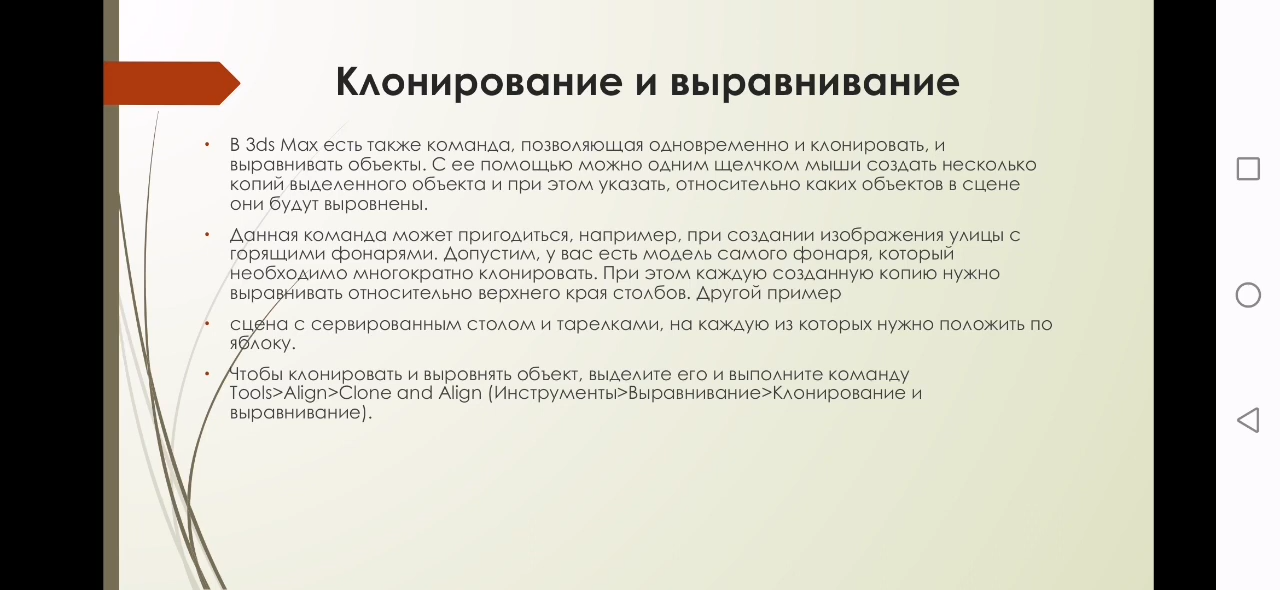 Клонирование и выравнивание
• В 3ds Max есть также команда, позволяющая одновременно и клонировать, и
выравнивать объекты. С ее помощью можно одним щелчком мыши создать несколько
копий выделенного объекта и при этом указать, относительно каких объектов в сцене
они будут выровнены.
• Данная команда может пригодиться, например, при создании изображения улицы с
горящими фонарями. Допустим, у вас есть модель самого фонаря, который
необходимо многократно клонировать. При этом каждую созданную копию нужно
выравнивать относительно верхнего края столбов. Другой пример
• сцена с сервированным столом и тарелками, на каждую из которых нужно положить по
яблоку.
• Чтобы клонировать и выровнять объект, выделите его и выполните команду
Tools>Align>Clone and Align (Инструменты>Выравнивание>Клонирование и
выравнивание).